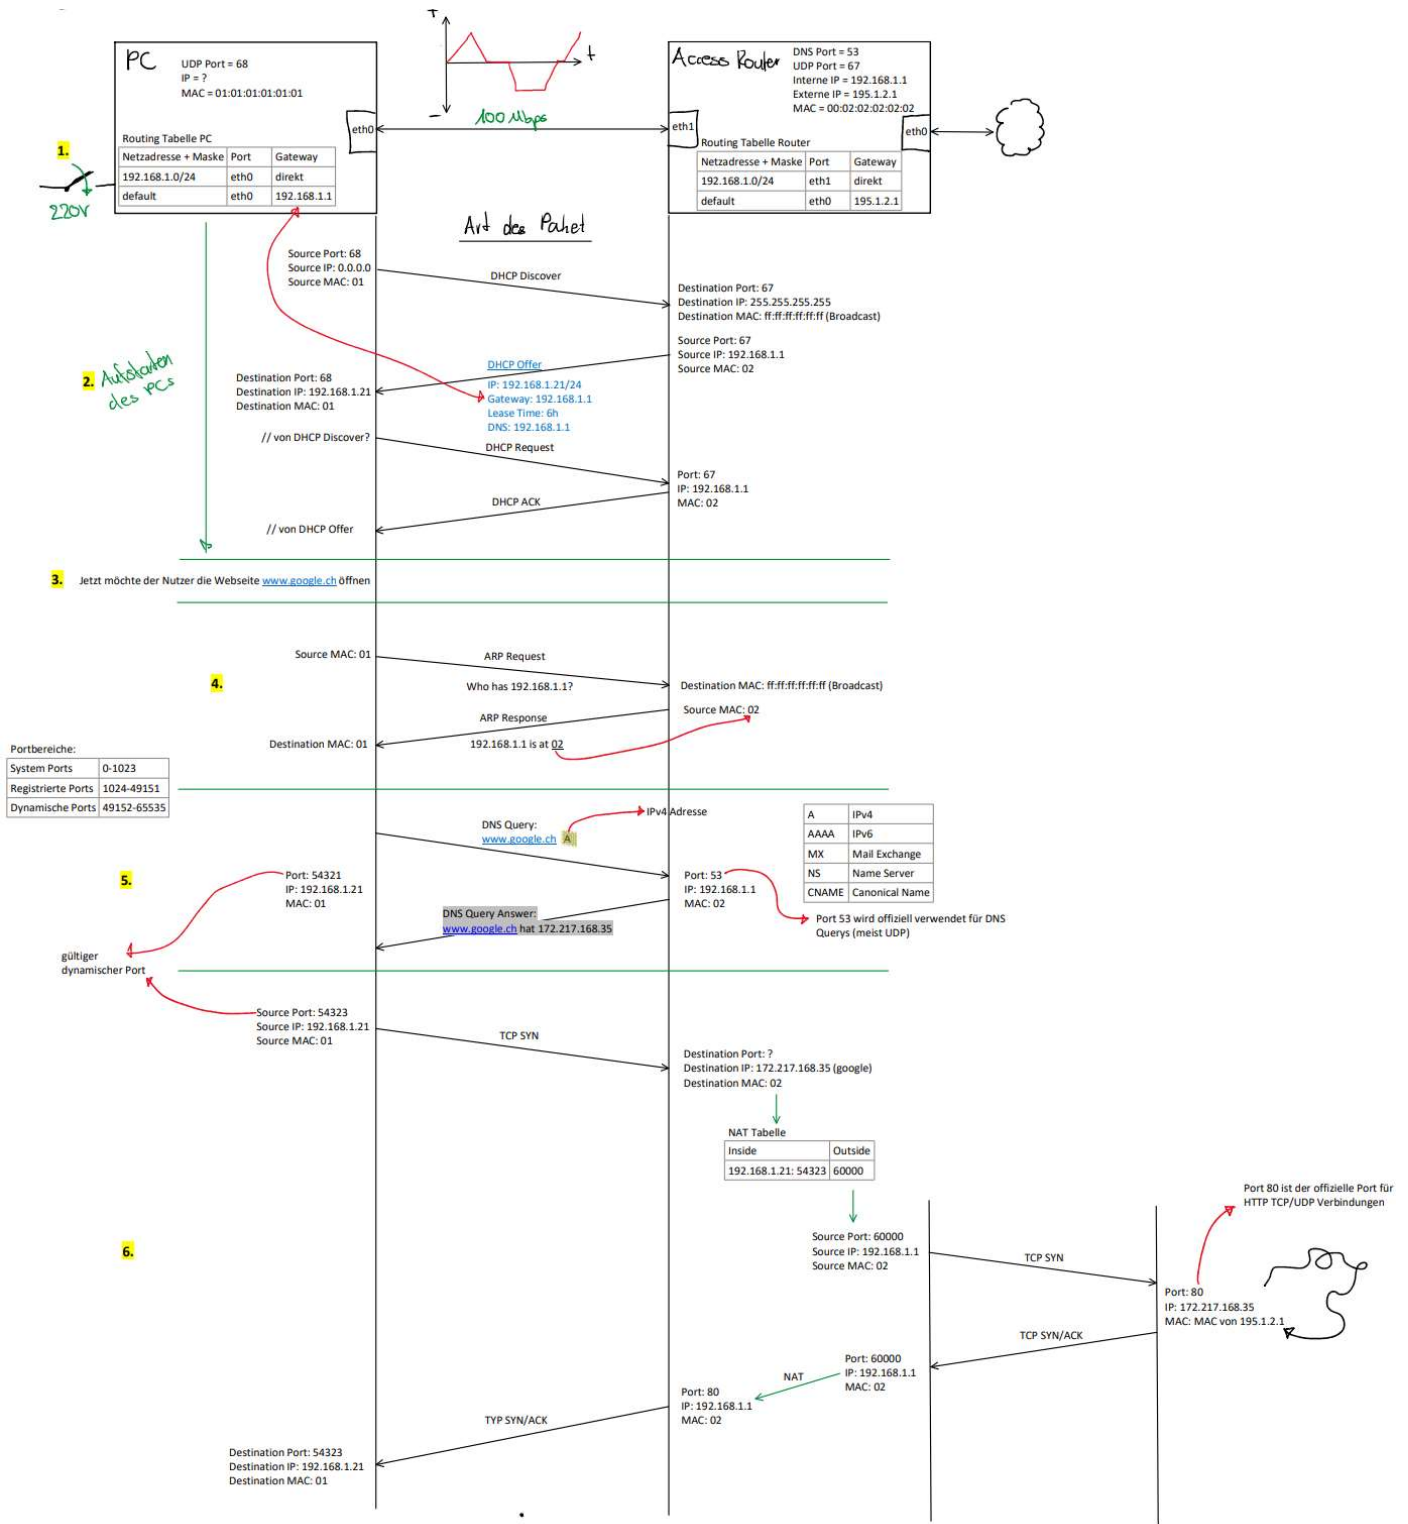 PC
UDP Port = 68
IP = ?
MAC = 01:01:01:01:01:01
eth0
Routing Tabelle PC
Netzadresse + Maske Port Gateway
192.168.1.0/24 eth0 direkt
default eth0 192.168.1.1
1.
220V
+
t
-
100 Mbps
Access Router
DNS Port = 53
UDP Port = 67
Interne IP = 192.168.1.1
Externe IP = 195.1.2.1
MAC = 00:02:02:02:02:02
eth1
eth0
Routing Tabelle Router
Netzadresse + Maske Port Gateway
192.168.1.0/24 eth1 direkt
default eth0 195.1.2.1
Art des Paket
Source Port: 68
Source IP: 0.0.0.0
Source MAC: 01
DHCP Discover
Destination Port: 67
Destination IP: 255.255.255.255
Destination MAC: ff:ff:ff:ff:ff:ff (Broadcast)
Source Port: 67
Source IP: 192.168.1.1
Source MAC: 02
2. Aufstarten
des PCs
DHCP Offer
IP: 192.168.1.21/24
Gateway: 192.168.1.1
Lease Time: 6h
DNS: 192.168.1.1
Destination Port: 68
Destination IP: 192.168.1.21
Destination MAC: 01
// von DHCP Discover?
DHCP Request
Port: 67
IP: 192.168.1.1
MAC: 02
DHCP ACK
// von DHCP Offer
3. Jetzt möchte der Nutzer die Webseite www.google.ch öffnen
4.
Source MAC: 01
ARP Request
Who has 192.168.1.1?
Destination MAC: ff:ff:ff:ff:ff:ff (Broadcast)
Source MAC: 02
ARP Response
192.168.1.1 is at 02
Destination MAC: 01
Portbereiche:
System Ports 0-1023
Registrierte Ports 1024-49151
Dynamische Ports 49152-65535
DNS Query:
www.google.ch A
IPv4 Adresse
A IPv4
AAAA IPv6
MX Mail Exchange
NS Name Server
CNAME Canonical Name
5.
Port: 54321
IP: 192.168.1.21
MAC: 01
Port: 53
IP: 192.168.1.1
MAC: 02
Port 53 wird offiziell verwendet für DNS
Querys (meist UDP)
DNS Query Answer:
www.google.ch hat 172.217.168.35
gültiger
dynamischer Port
Source Port: 54323
Source IP: 192.168.1.21
Source MAC: 01
TCP SYN
Destination Port: ?
Destination IP: 172.217.168.35 (google)
Destination MAC: 02
NAT Tabelle
Inside Outside
192.168.1.21: 54323 60000
6.
Source Port: 60000
Source IP: 192.168.1.1
Source MAC: 02
TCP SYN
Port 80 ist der offizielle Port für
HTTP TCP/UDP Verbindungen
Port: 80
IP: 172.217.168.35
MAC: MAC von 195.1.2.1
TCP SYN/ACK
Port: 60000
IP: 192.168.1.1
MAC: 02
NAT
Port: 80
IP: 192.168.1.1
MAC: 02
TYP SYN/ACK
Destination Port: 54323
Destination IP: 192.168.1.21
Destination MAC: 01